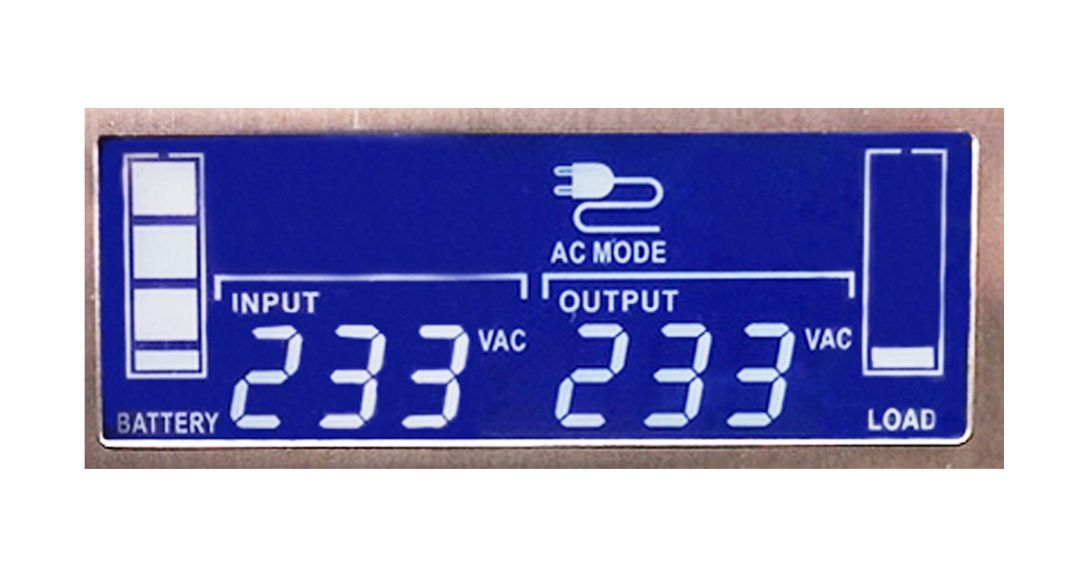 AC MODE
INPUT
OUTPUT
233 VAC
233 VAC
BATTERY
LOAD